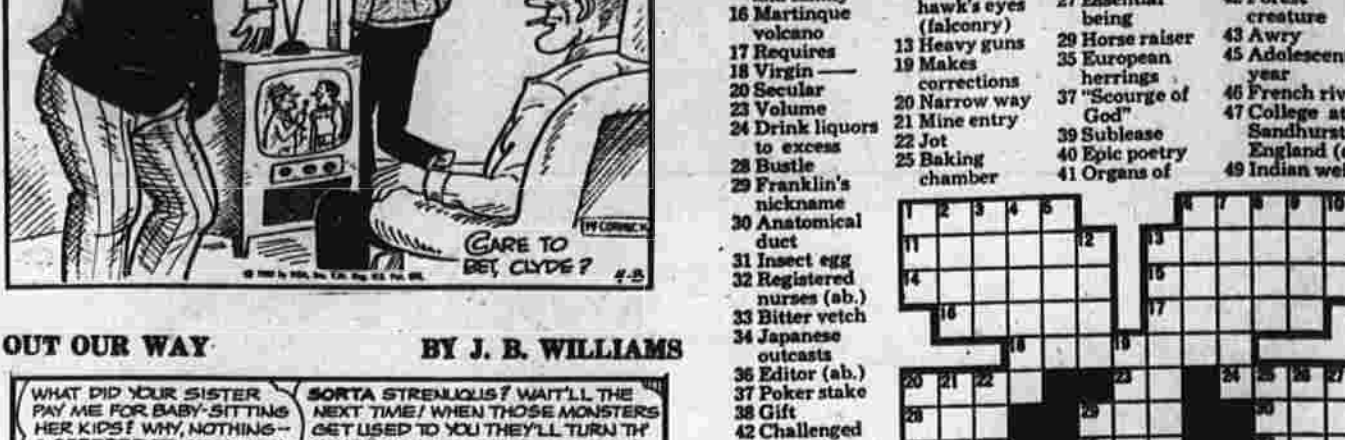 CARE TO
BET, CLYDE?
McCORMICK
4-3
OUT OUR WAY
BY J. B. WILLIAMS
WHAT DID YOUR SISTER
PAY ME FOR BABY-SITTING
HER KIDS? WHY, NOTHING—
SORTA STRENUOUS? WAIT'LL THE
NEXT TIME! WHEN THOSE MONSTERS
GET USED TO YOU THEY'LL TURN TH'
16 Martinque
volcano
17 Requires
18 Virgin —
20 Secular
23 Volume
24 Drink liquors
to excess
28 Bustle
29 Franklin's
nickname
30 Anatomical
duct
31 Insect egg
32 Registered
nurses (ab.)
33 Bitter vetch
34 Japanese
outcasts
36 Editor (ab.)
37 Poker stake
38 Gift
42 Challenged
hawk's eyes
(falconry)
13 Heavy guns
19 Makes
corrections
20 Narrow way
21 Mine entry
22 Jot
25 Baking
chamber
27 Essential
being
29 Horse raiser
35 European
herrings
37 "Scourge of
God"
39 Sublease
40 Epic poetry
41 Organs of
creature
43 Awry
45 Adolescent
year
46 French riv
47 College at
Sandhurst
England (
49 Indian wei
1 2 3 4 5 6 7 8 9 10
11 12 13
14 15
16 17
18 19
20 21 22 23 24 25 26 27
28 29 30